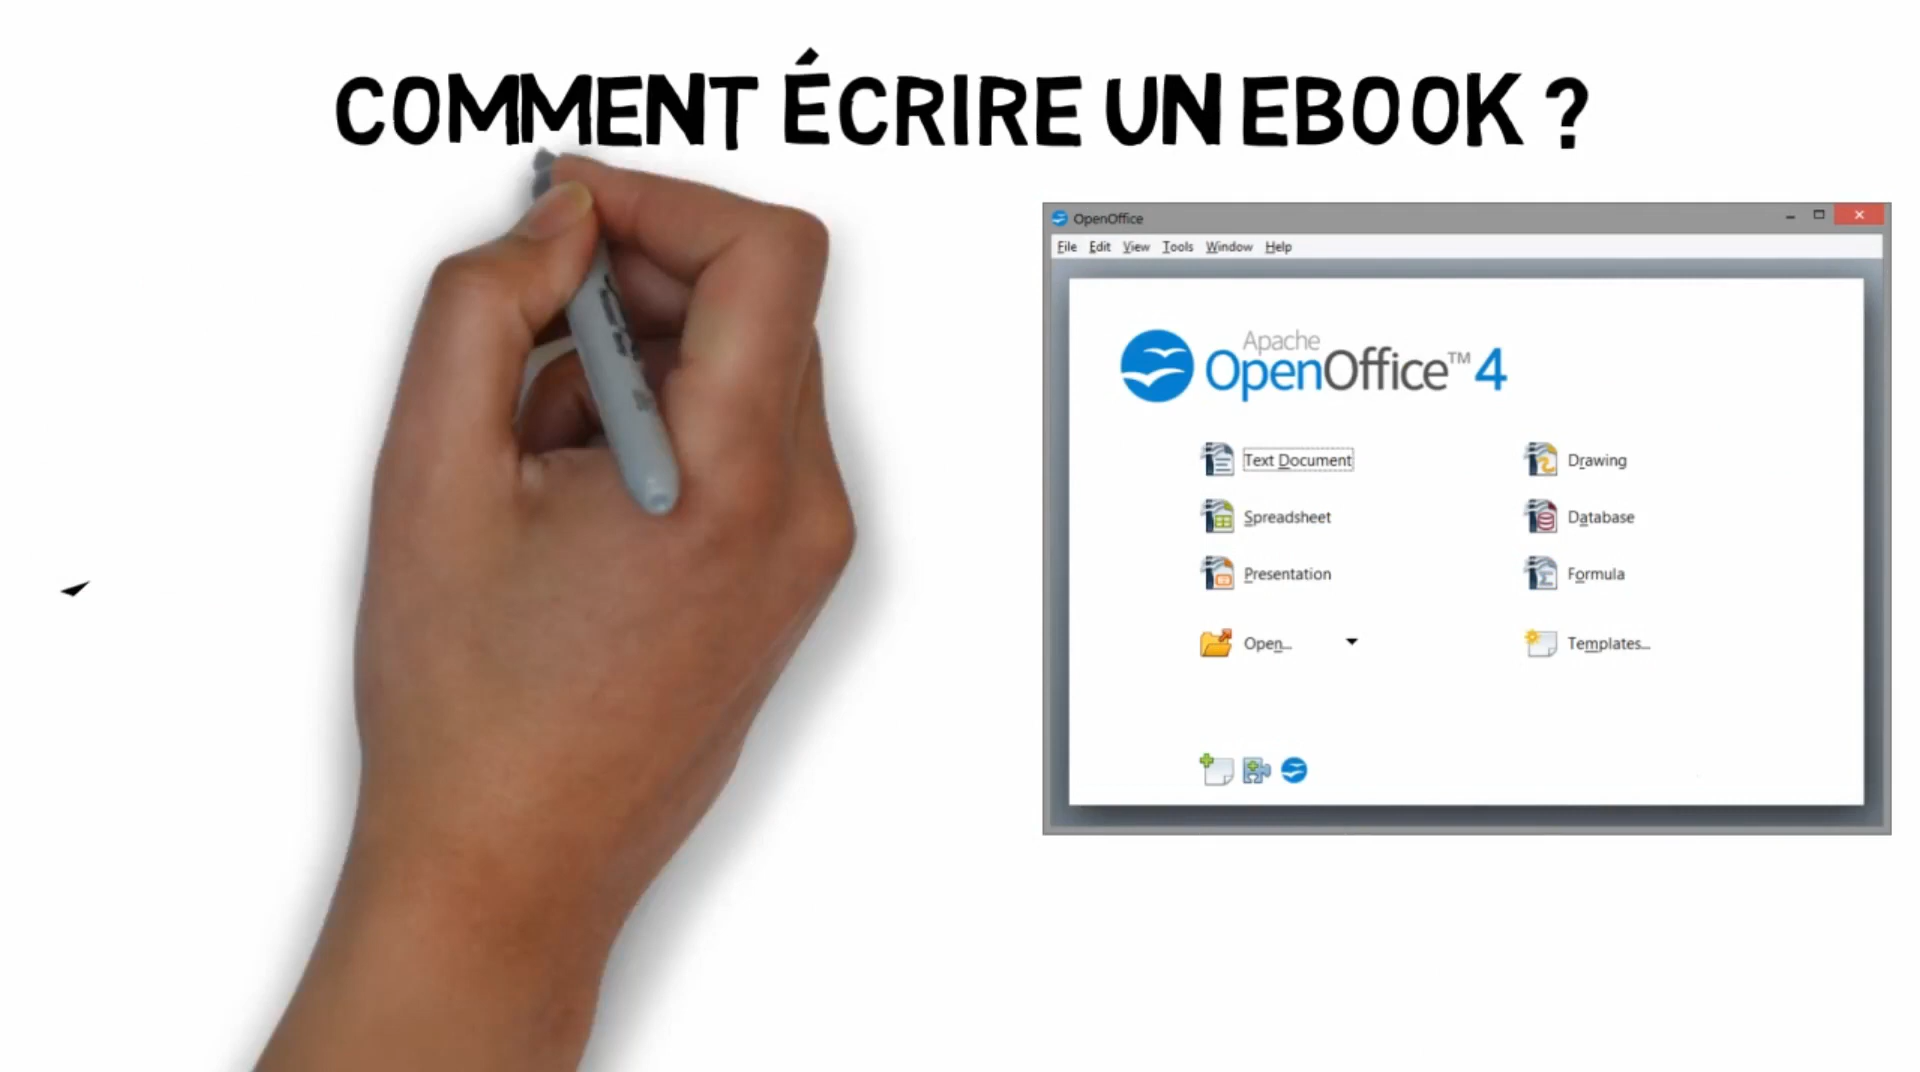 COMMENT ÉCRIRE UN EBOOK ?
OpenOffice
File Edit View Tools Window Help
Apache
OpenOffice™ 4
Text Document
Drawing
Spreadsheet
Database
Presentation
Formula
Open...
Templates...